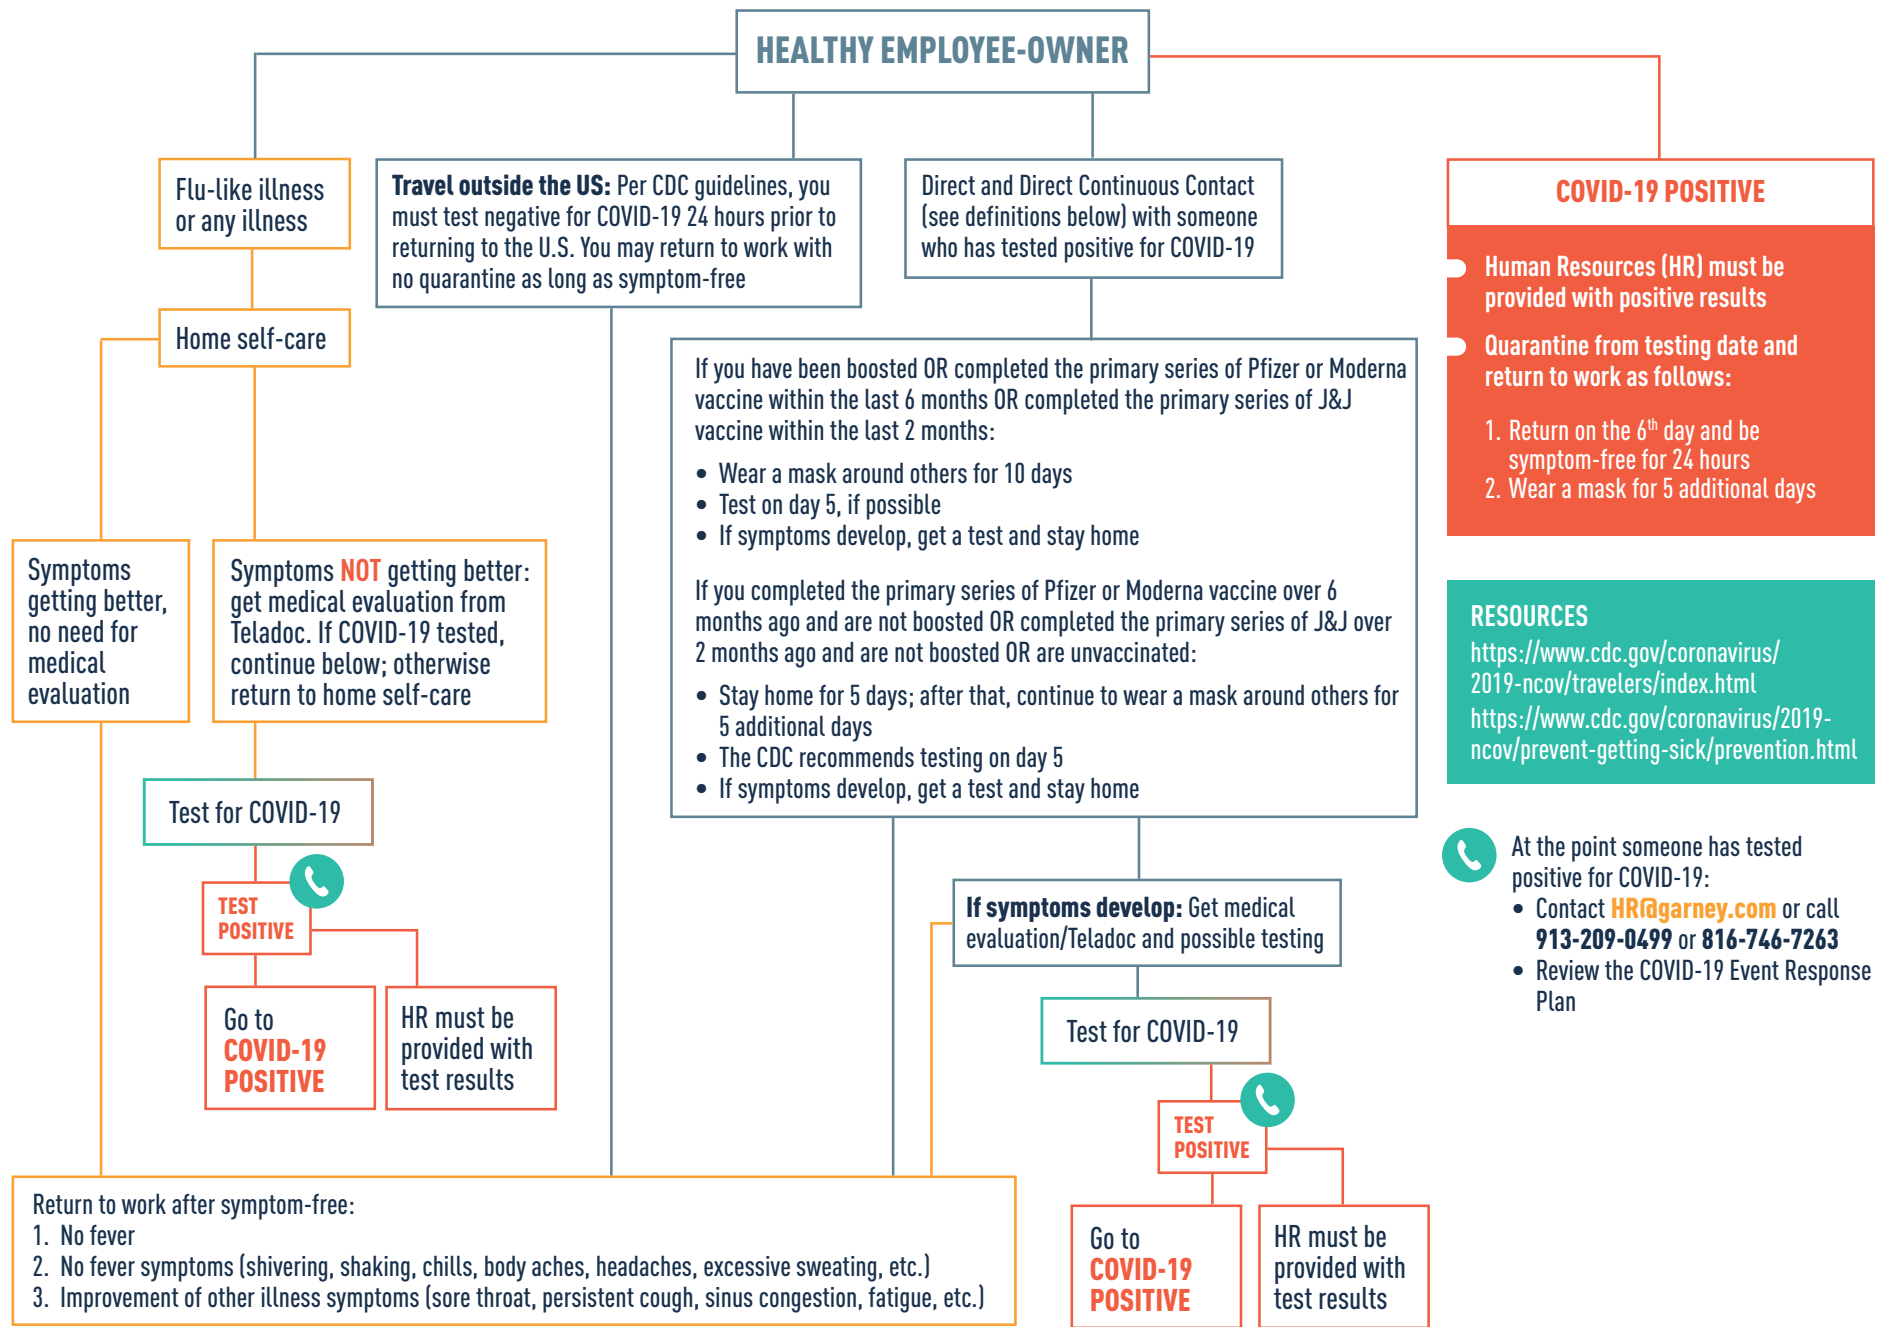 HEALTHY EMPLOYEE-OWNER
Flu-like illness
or any illness
Home self-care
Symptoms
getting better,
no need for
medical
evaluation
Symptoms NOT getting better:
get medical evaluation from
Teladoc. If COVID-19 tested,
continue below; otherwise
return to home self-care
Test for COVID-19
TEST
POSITIVE
Go to
COVID-19
POSITIVE
HR must be
provided with
test results
Travel outside the US: Per CDC guidelines, you
must test negative for COVID-19 24 hours prior to
returning to the U.S. You may return to work with
no quarantine as long as symptom-free
Direct and Direct Continuous Contact
(see definitions below) with someone
who has tested positive for COVID-19
If you have been boosted OR completed the primary series of Pfizer or Moderna
vaccine within the last 6 months OR completed the primary series of J&J
vaccine within the last 2 months:
• Wear a mask around others for 10 days
• Test on day 5, if possible
• If symptoms develop, get a test and stay home
If you completed the primary series of Pfizer or Moderna vaccine over 6
months ago and are not boosted OR completed the primary series of J&J over
2 months ago and are not boosted OR are unvaccinated:
• Stay home for 5 days; after that, continue to wear a mask around others for
5 additional days
• The CDC recommends testing on day 5
• If symptoms develop, get a test and stay home
If symptoms develop: Get medical
evaluation/Teladoc and possible testing
Test for COVID-19
TEST
POSITIVE
Go to
COVID-19
POSITIVE
HR must be
provided with
test results
Return to work after symptom-free:
1. No fever
2. No fever symptoms (shivering, shaking, chills, body aches, headaches, excessive sweating, etc.)
3. Improvement of other illness symptoms (sore throat, persistent cough, sinus congestion, fatigue, etc.)
COVID-19 POSITIVE
Human Resources (HR) must be
provided with positive results
Quarantine from testing date and
return to work as follows:
1. Return on the 6th day and be
symptom-free for 24 hours
2. Wear a mask for 5 additional days
RESOURCES
https://www.cdc.gov/coronavirus/
2019-ncov/travelers/index.html
https://www.cdc.gov/coronavirus/2019-
ncov/prevent-getting-sick/prevention.html
At the point someone has tested
positive for COVID-19:
• Contact HR@garney.com or call
913-209-0499 or 816-746-7263
• Review the COVID-19 Event Response
Plan